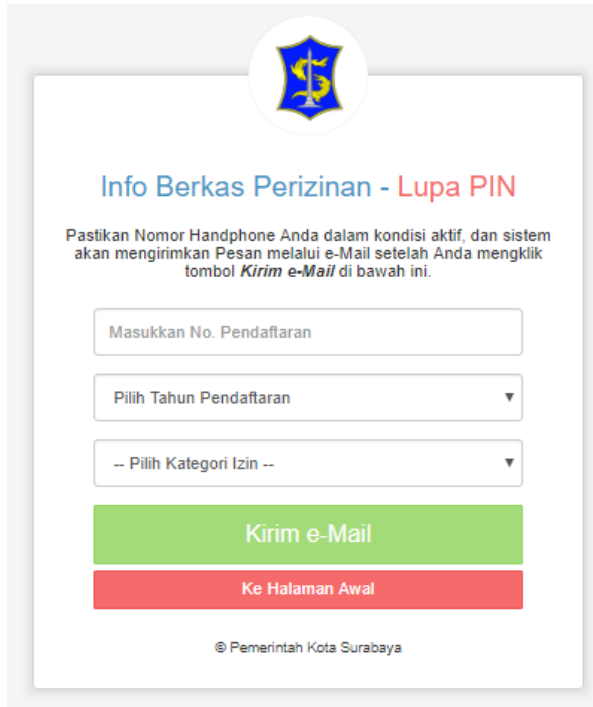 Info Berkas Perizinan - Lupa PIN
Pastikan Nomor Handphone Anda dalam kondisi aktif, dan sistem
akan mengirimkan Pesan melalui e-Mail setelah Anda mengklik
tombol Kirim e-Mail di bawah ini.
Masukkan No. Pendaftaran
Pilih Tahun Pendaftaran
-- Pilih Kategori Izin --
Kirim e-Mail
Ke Halaman Awal
© Pemerintah Kota Surabaya